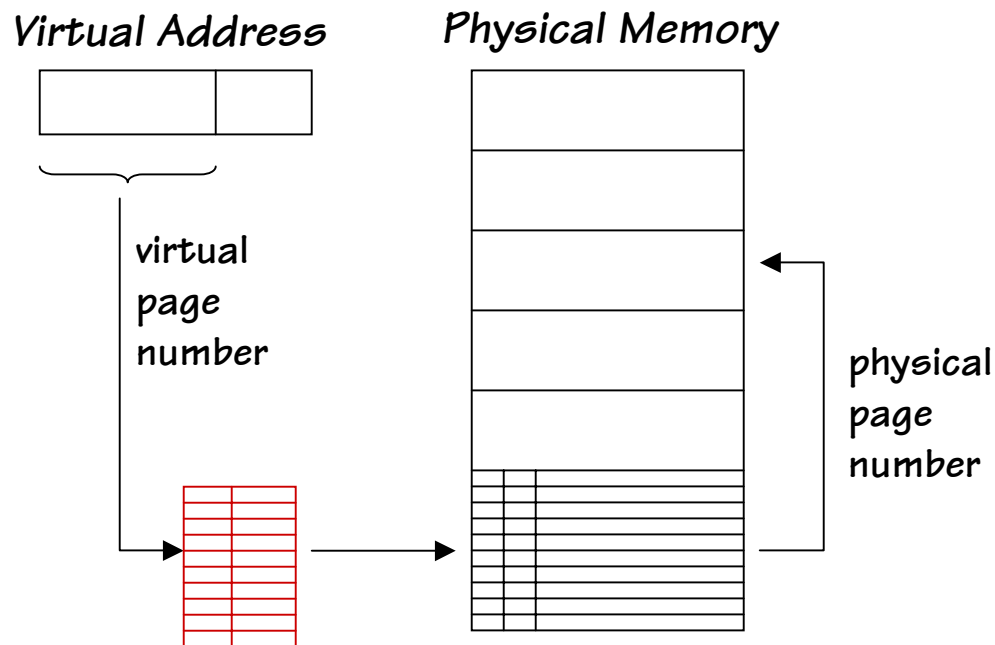 Virtual Address
Physical Memory
virtual
page
number
physical
page
number